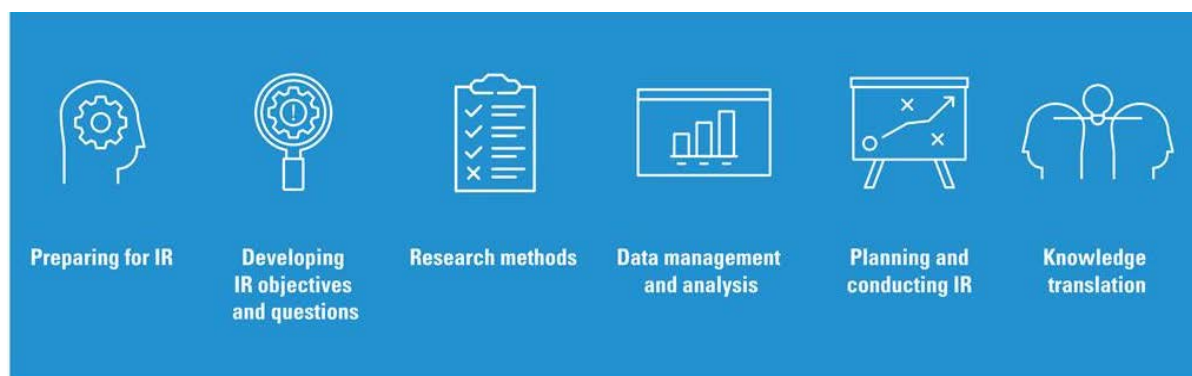 Preparing for IR
Developing
IR objectives
and questions
Research methods
Data management
and analysis
Planning and
conducting IR
Knowledge
translation